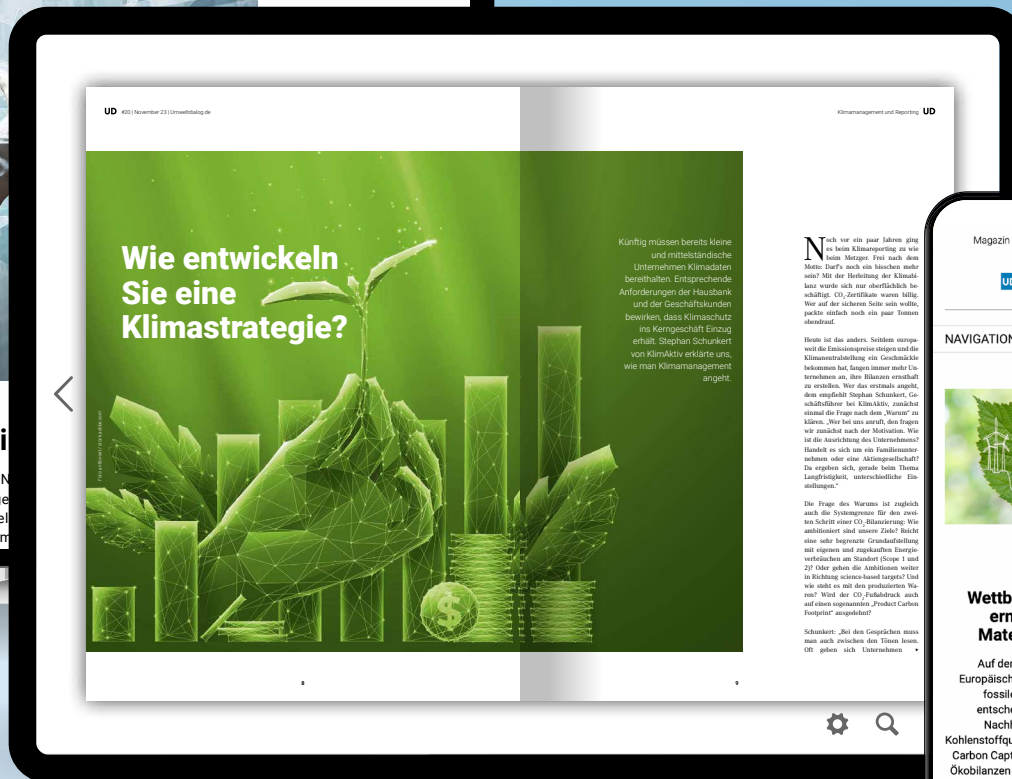 UD #20 | November 23 | Umweltdialog.de
Klimamanagement und Reporting UD
Wie entwickeln
Sie eine
Klimastrategie?
Künftig müssen bereits kleine
und mittelständische
Unternehmen Klimadaten
bereithalten. Entsprechende
Anforderungen der Hausbank
und der Geschäftskunden
bewirken, dass Klimaschutz
ins Kerngeschäft Einzug
erhält. Stephan Schunkert
von KlimAktiv erklärte uns,
wie man Klimamanagement
angeht.
Noch vor ein paar Jahren ging
es beim Klimareporting zu wie
beim Metzger. Frei nach dem
Motto: Darf's noch ein bisschen mehr
sein? Mit der Herleitung der Klimabi-
lanz wurde sich nur oberflächlich be-
schäftigt. CO₂-Zertifikate waren billig.
Wer auf der sicheren Seite sein wollte,
packte einfach noch ein paar Tonnen
obendrauf.
Heute ist das anders. Seitdem europa-
weit die Emissionspreise steigen und die
Klimaneutralstellung ein Geschmäckle
bekommen hat, fangen immer mehr Un-
ternehmen an, ihre Bilanzen ernsthaft
zu erstellen. Wer das erstmals angeht,
dem empfiehlt Stephan Schunkert, Ge-
schäftsführer bei KlimAktiv, zunächst
einmal die Frage nach dem „Warum" zu
klären. „Wer bei uns anruft, den fragen
wir zunächst nach der Motivation. Wie
ist die Ausrichtung des Unternehmens?
Handelt es sich um ein Familienunter-
nehmen oder eine Aktiengesellschaft?
Da ergeben sich, gerade beim Thema
Langfristigkeit, unterschiedliche Ein-
stellungen."
Die Frage des Warums ist zugleich
auch die Systemgrenze für den zwei-
ten Schritt einer CO₂-Bilanzierung: Wie
ambitioniert sind unsere Ziele? Reicht
eine sehr begrenzte Grundaufstellung
mit eigenen und zugekauften Energie-
verbräuchen am Standort (Scope 1 und
2)? Oder gehen die Ambitionen weiter
in Richtung science-based targets? Und
wie steht es mit den produzierten Wa-
ren? Wird der CO₂-Fußabdruck auch
auf einen sogenannten „Product Carbon
Footprint" ausgedehnt?
Schunkert: „Bei den Gesprächen muss
man auch zwischen den Tönen lesen.
Oft geben sich Unternehmen
8
9
Magazin
UD
NAVIGATION
Wettb
ern
Mate
Auf der
Europäisch
fossile
entsche
Nachh
Kohlenstoffqu
Carbon Capt
Ökobilanzen